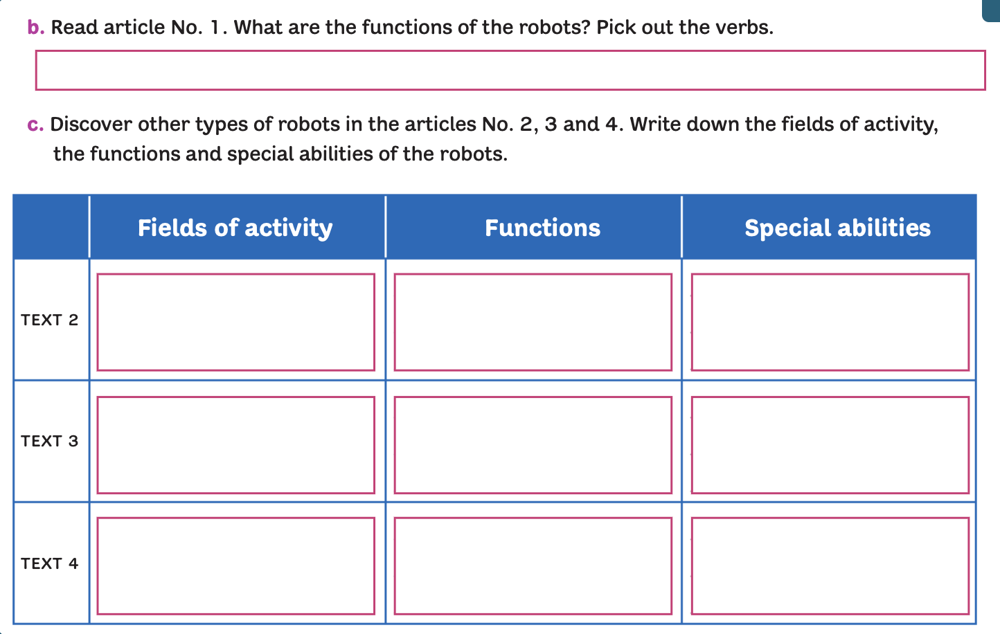 b. Read article No. 1. What are the functions of the robots? Pick out the verbs.
c. Discover other types of robots in the articles No. 2, 3 and 4. Write down the fields of activity,
the functions and special abilities of the robots.
Fields of activity Functions Special abilities
TEXT 2
TEXT 3
TEXT 4